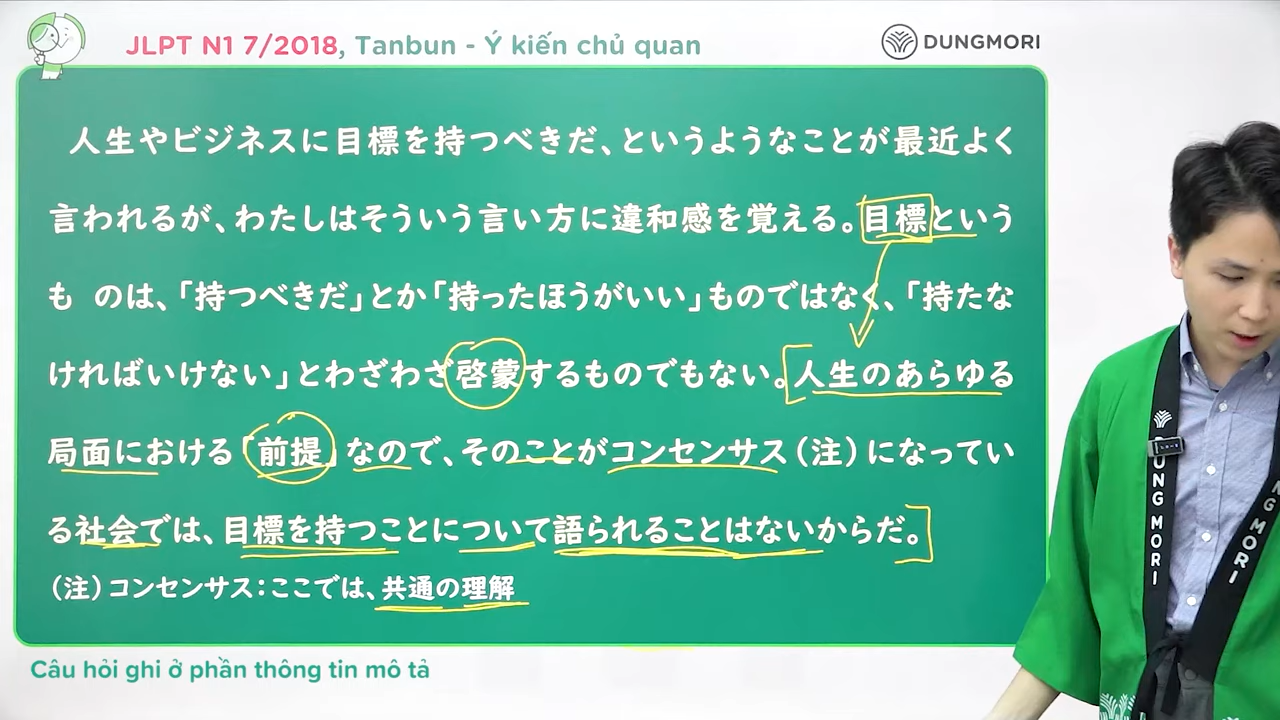 JLPT N1 7/2018, Tanbun - Ý kiến chủ quan
DUNGMORI
人生やビジネスに目標を持つべきだ、というようなことが最近よく
言われるが、わたしはそういう言い方に違和感を覚える。目標という
も のは、「持つべきだ」とか「持ったほうがいい」ものではなく、「持たな
ければいけない」とわざわざ啓蒙するものでもない。人生のあらゆる
局面における「前提」なので、そのことがコンセンサス（注）になってい
る社会では、目標を持つことについて語られることはないからだ。
（注）コンセンサス：ここでは、共通の理解
Câu hỏi ghi ở phần thông tin mô tả
DUNG MORI
NG MORI